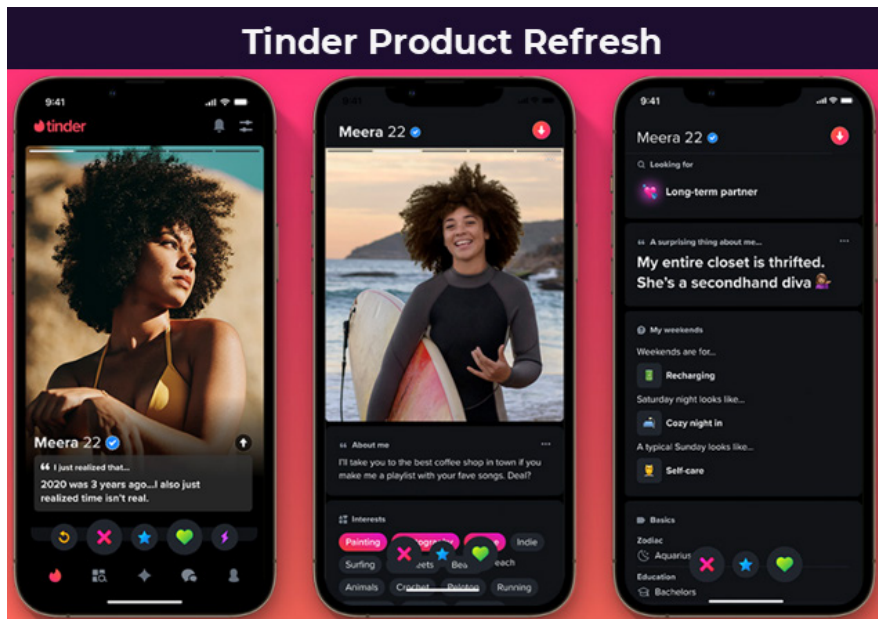 Tinder Product Refresh
9:41
tinder
Meera 22
I just realized that...
2020 was 3 years ago...I also just
realized time isn't real.
9:41
Meera 22
About me
I'll take you to the best coffee shop in town if you
make me a playlist with your fave songs. Deal?
Interests
Painting
Indie
Surfing
Animals
Crochet
Peloton
Running
9:41
Meera 22
Looking for
Long-term partner
A surprising thing about me...
My entire closet is thrifted.
She's a secondhand diva
My weekends
Weekends are for...
Recharging
Saturday night looks like...
Cozy night in
A typical Sunday looks like...
Self-care
Basics
Zodiac
Aquarius
Education
Bachelors